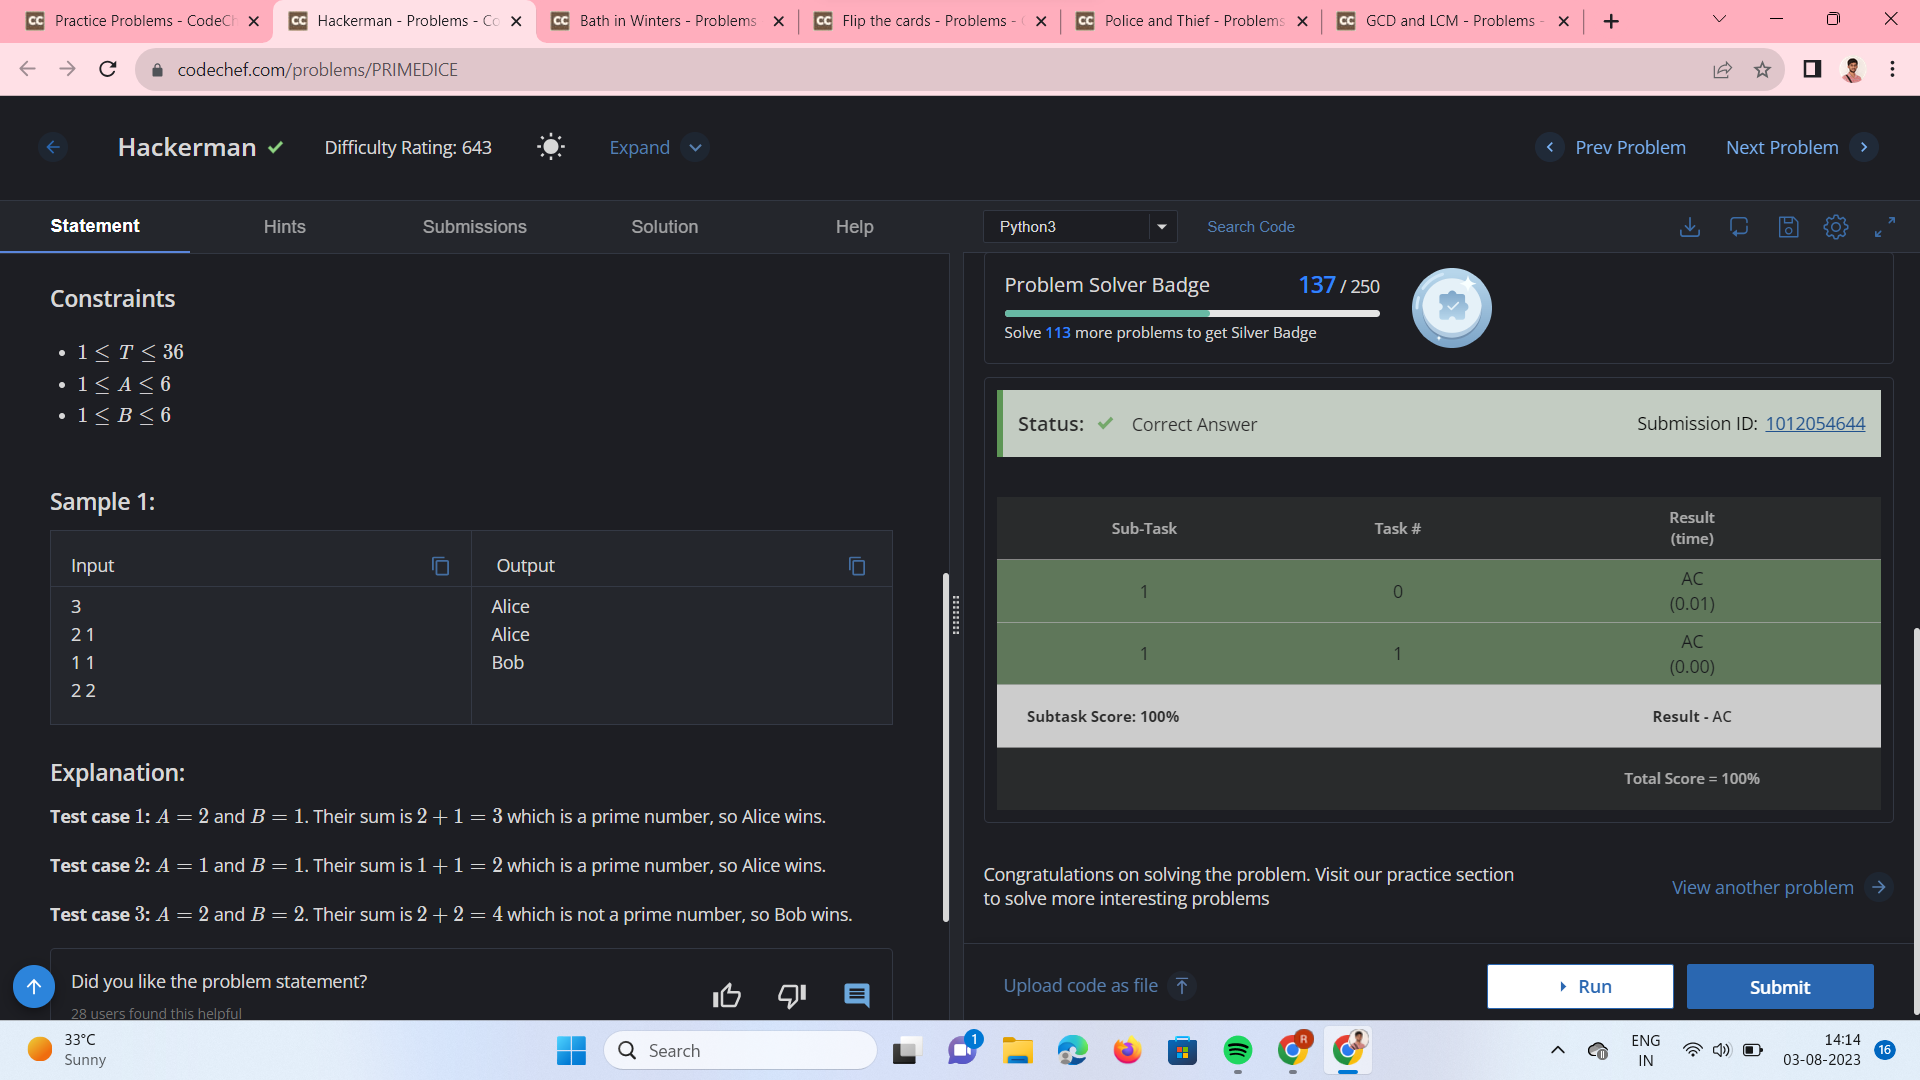 Practice Problems - CodeCh
Hackerman - Problems - Co
Bath in Winters - Problems
Flip the cards - Problems -
Police and Thief - Problems
GCD and LCM - Problems -
codechef.com/problems/PRIMEDICE
Hackerman
Difficulty Rating: 643
Expand
Prev Problem
Next Problem
Statement
Hints
Submissions
Solution
Help
Constraints
1 ≤ T ≤ 36
1 ≤ A ≤ 6
1 ≤ B ≤ 6
Sample 1:
Input
Output
3
2 1
1 1
2 2
Alice
Alice
Bob
Explanation:
Test case 1: A = 2 and B = 1. Their sum is 2 + 1 = 3 which is a prime number, so Alice wins.
Test case 2: A = 1 and B = 1. Their sum is 1 + 1 = 2 which is a prime number, so Alice wins.
Test case 3: A = 2 and B = 2. Their sum is 2 + 2 = 4 which is not a prime number, so Bob wins.
Did you like the problem statement?
28 users found this helpful
Python3
Search Code
Problem Solver Badge
137 / 250
Solve 113 more problems to get Silver Badge
Status: Correct Answer
Submission ID: 1012054644
Sub-Task
Task #
Result
(time)
1
0
AC
(0.01)
1
1
AC
(0.00)
Subtask Score: 100%
Result - AC
Total Score = 100%
Congratulations on solving the problem. Visit our practice section
to solve more interesting problems
View another problem
Upload code as file
Run
Submit
33°C
Sunny
Search
1
R
ENG
IN
14:14
03-08-2023
16